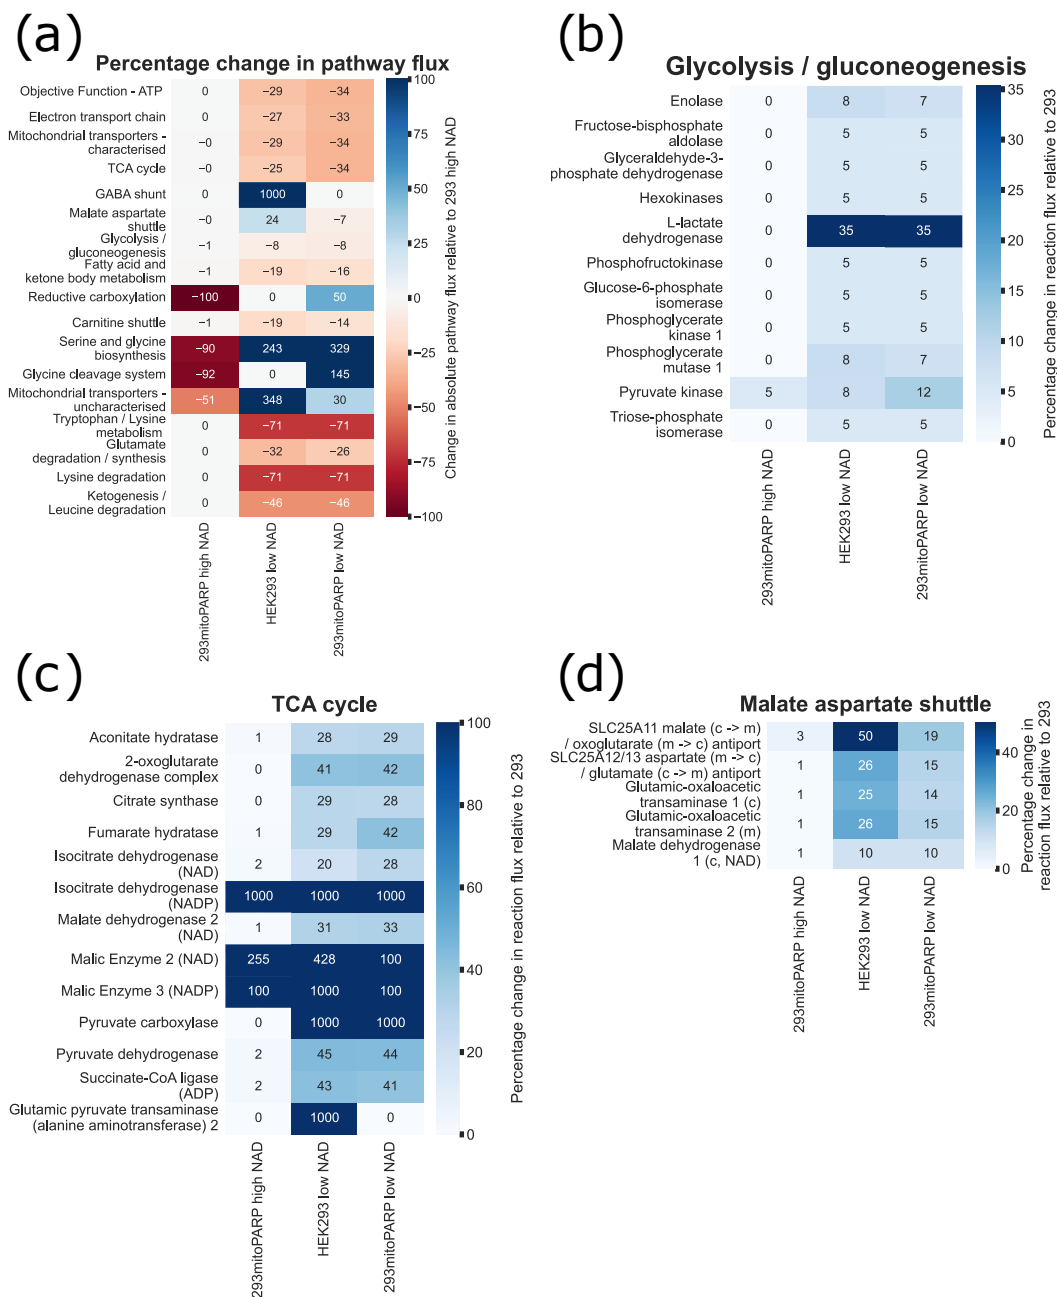 (a)
Percentage change in pathway flux
Objective Function - ATP 0 −29 −34
Electron transport chain 0 −27 −33
Mitochondrial transporters -
characterised −0 −29 −34
TCA cycle −0 −25 −34
GABA shunt 0 1000 0
Malate aspartate
shuttle −0 24 −7
Glycolysis /
gluconeogenesis −1 −8 −8
Fatty acid and
ketone body metabolism −1 −19 −16
Reductive carboxylation −100 0 50
Carnitine shuttle −1 −19 −14
Serine and glycine
biosynthesis −90 243 329
Glycine cleavage system −92 0 145
Mitochondrial transporters -
uncharacterised −51 348 30
Tryptophan / Lysine
metabolism 0 −71 −71
Glutamate
degradation / synthesis 0 −32 −26
Lysine degradation 0 −71 −71
Ketogenesis /
Leucine degradation 0 −46 −46
293mitoPARP high NAD
HEK293 low NAD
293mitoPARP low NAD
100
75
50
25
0
−25
−50
−75
−100
Change in absolute pathway flux relative to 293 high NAD
(b)
Glycolysis / gluconeogenesis
Enolase 0 8 7
Fructose-bisphosphate
aldolase 0 5 5
Glyceraldehyde-3-
phosphate dehydrogenase 0 5 5
Hexokinases 0 5 5
L-lactate
dehydrogenase 0 35 35
Phosphofructokinase 0 5 5
Glucose-6-phosphate
isomerase 0 5 5
Phosphoglycerate
kinase 1 0 5 5
Phosphoglycerate
mutase 1 0 8 7
Pyruvate kinase 5 8 12
Triose-phosphate
isomerase 0 5 5
293mitoPARP high NAD
HEK293 low NAD
293mitoPARP low NAD
35
30
25
20
15
10
5
0
Percentage change in reaction flux relative to 293
(c)
TCA cycle
Aconitate hydratase 1 28 29
2-oxoglutarate
dehydrogenase complex 0 41 42
Citrate synthase 0 29 28
Fumarate hydratase 1 29 42
Isocitrate dehydrogenase
(NAD) 2 20 28
Isocitrate dehydrogenase
(NADP) 1000 1000 1000
Malate dehydrogenase 2
(NAD) 1 31 33
Malic Enzyme 2 (NAD) 255 428 100
Malic Enzyme 3 (NADP) 100 1000 100
Pyruvate carboxylase 0 1000 1000
Pyruvate dehydrogenase 2 45 44
Succinate-CoA ligase
(ADP) 2 43 41
Glutamic pyruvate transaminase
(alanine aminotransferase) 2 0 1000 0
293mitoPARP high NAD
HEK293 low NAD
293mitoPARP low NAD
100
80
60
40
20
0
Percentage change in reaction flux relative to 293
(d)
Malate aspartate shuttle
SLC25A11 malate (c -> m)
/ oxoglutarate (m -> c) antiport 3 50 19
SLC25A12/13 aspartate (m -> c)
/ glutamate (c -> m) antiport 1 26 15
Glutamic-oxaloacetic
transaminase 1 (c) 1 25 14
Glutamic-oxaloacetic
transaminase 2 (m) 1 26 15
Malate dehydrogenase
1 (c, NAD) 1 10 10
293mitoPARP high NAD
HEK293 low NAD
293mitoPARP low NAD
40
20
0
Percentage change in
reaction flux relative to 293